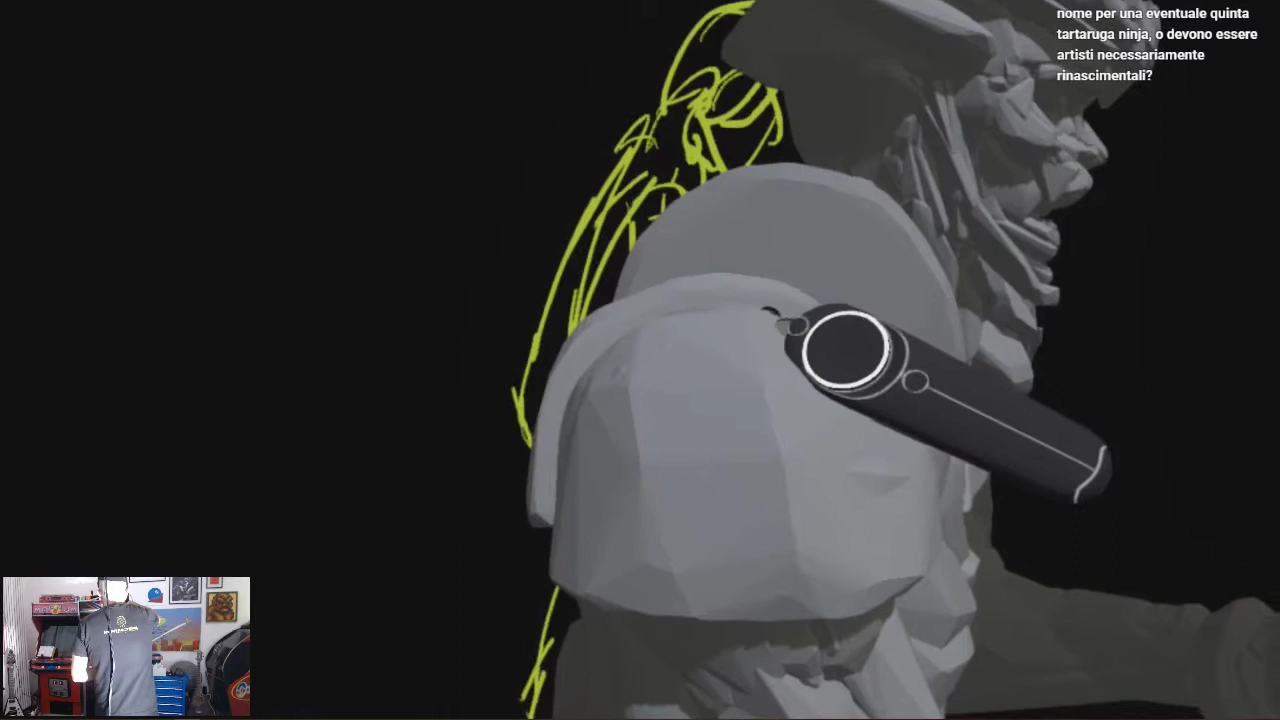 nome per una eventuale quinta
tartaruga ninja, o devono essere
artisti necessariamente
rinascimentali?